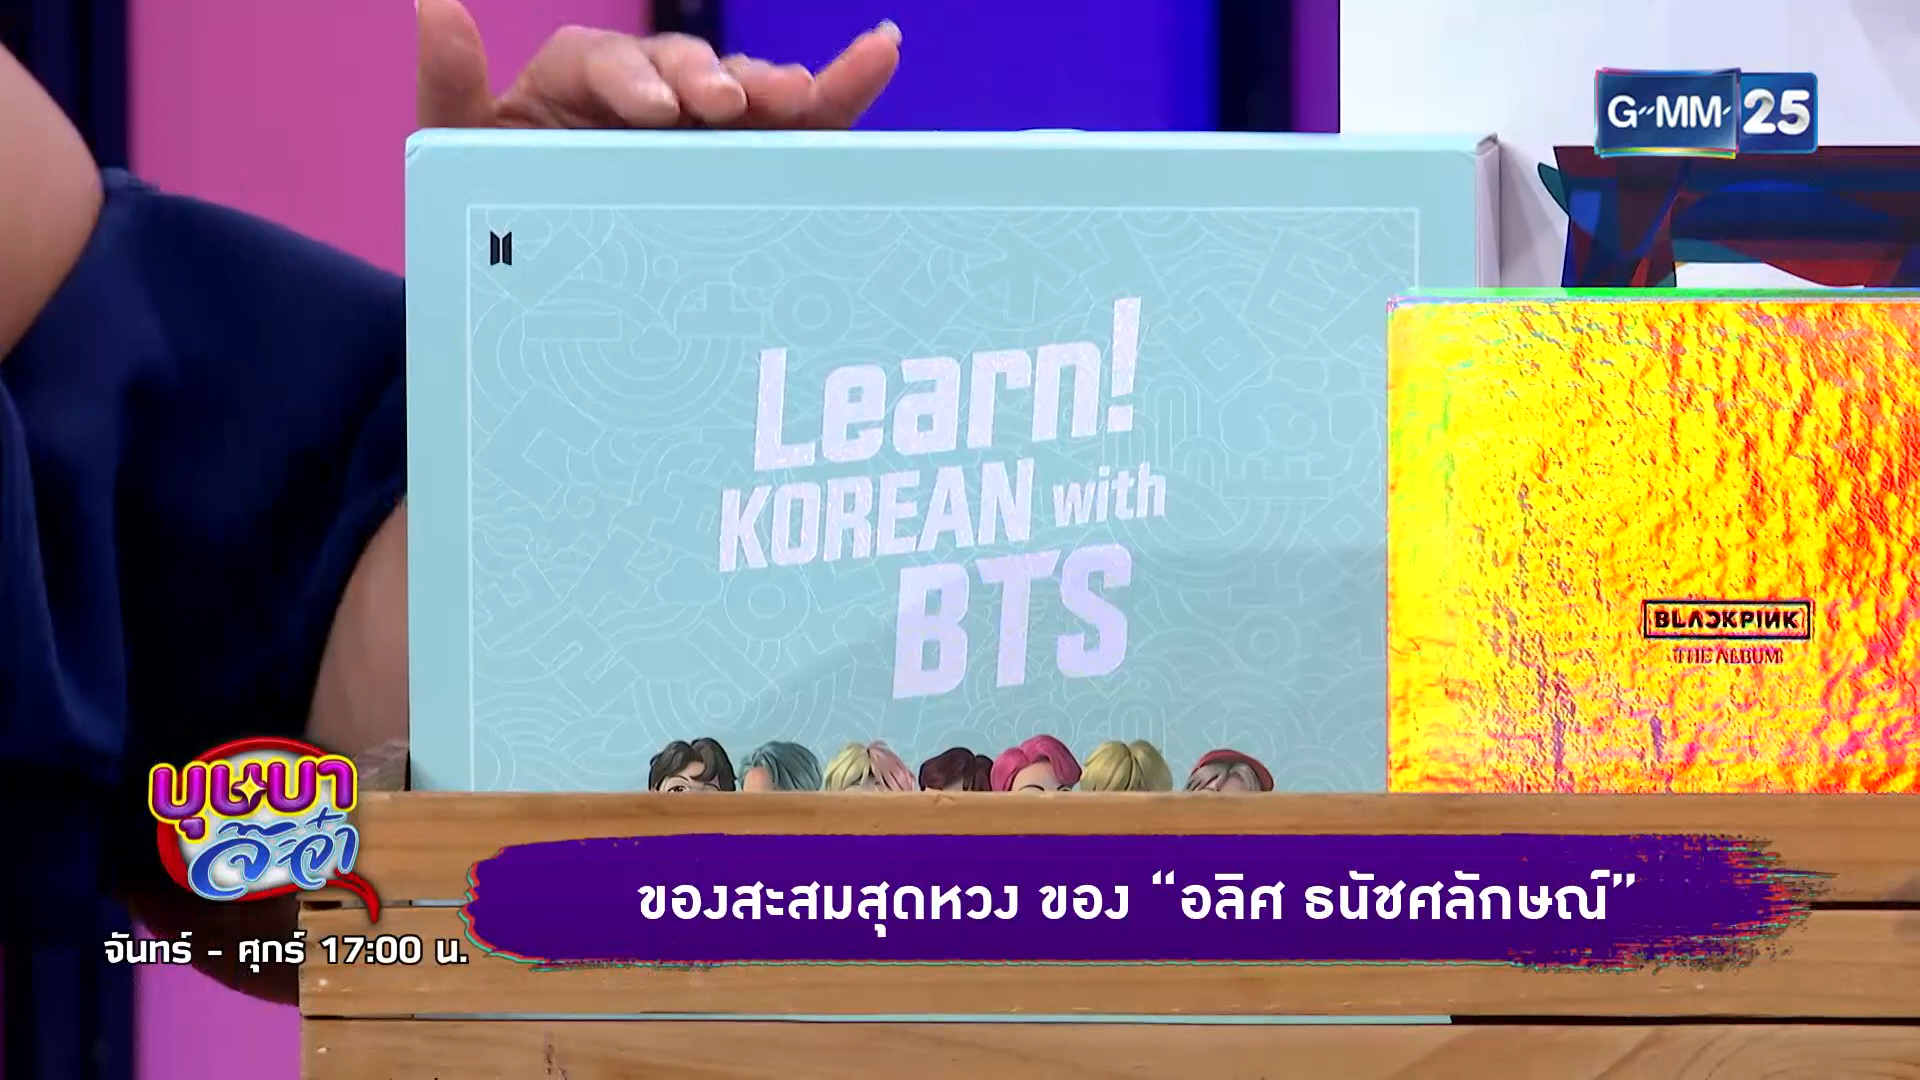 G-MM- 25
Learn!
KOREAN with
BTS
BLACKPINK
THE ALBUM
บุษบา
จ๊ะจ๋า
ของสะสมสุดหวง ของ “อลิศ ธนัชศลักษณ์”
จันทร์ - ศุกร์ 17:00 น.